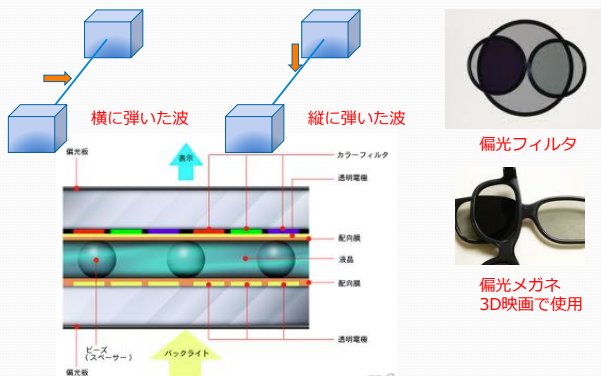 横に弾いた波
縦に弾いた波
偏光フィルタ
偏光メガネ
3D映画で使用
偏光板
表示
カラーフィルタ
透明電極
配向膜
液晶
配向膜
透明電極
ビーズ
(スペーサー)
バックライト
偏光板